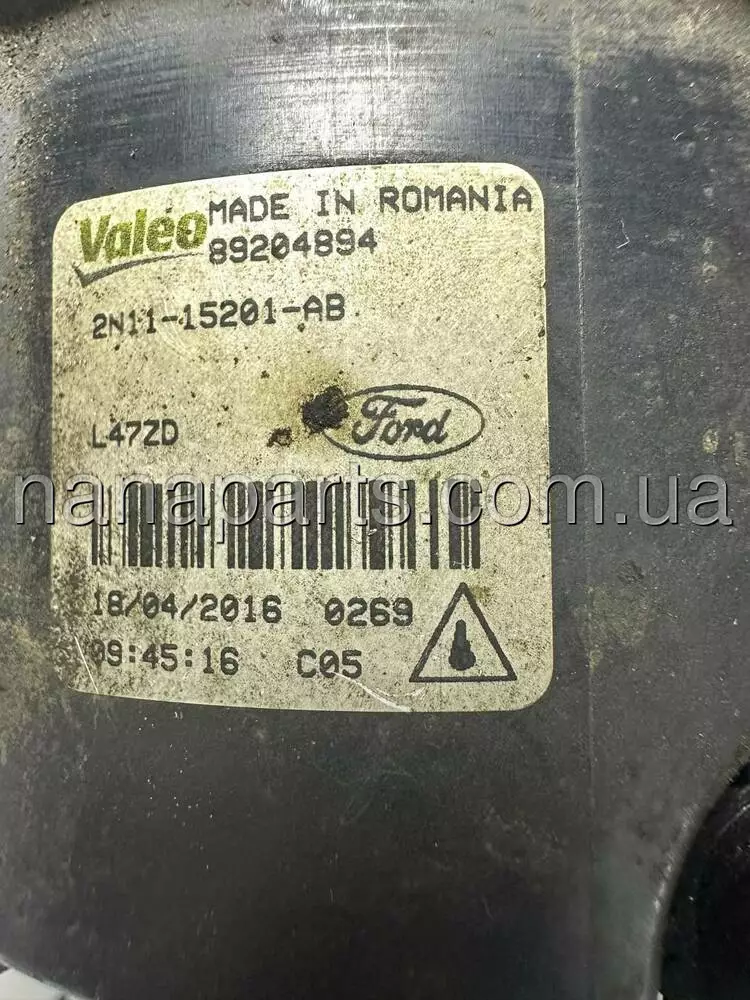 Valeo MADE IN ROMANIA
89204894
2N11-15201-AB
L47ZD
Ford
nanaparts.com.ua
18/04/2016 0269
09:45:16 C05